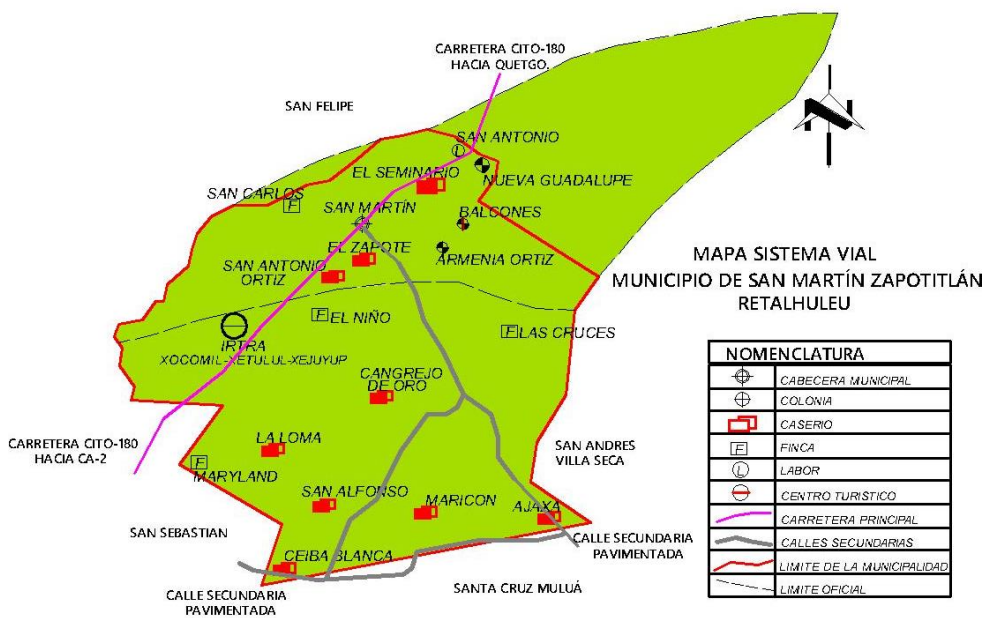 CARRETERA CITO-180
HACIA QUETGO.
SAN FELIPE
SAN ANTONIO
L
EL SEMINARIO
NUEVA GUADALUPE
SAN CARLOS
F
SAN MARTÍN
BALCONES
EL ZAPOTE
ARMENIA ORTIZ
SAN ANTONIO
ORTIZ
MAPA SISTEMA VIAL
MUNICIPIO DE SAN MARTÍN ZAPOTITLÁN
RETALHULEU
F EL NIÑO
F LAS CRUCES
IRTRA
XOCOMIL-XETULUL-XEJUYUP
CANGREJO
DE ORO
CARRETERA CITO-180
HACIA CA-2
LA LOMA
F
MARYLAND
SAN ANDRES
VILLA SECA
SAN ALFONSO
MARICON
AJAXA
SAN SEBASTIAN
CALLE SECUNDARIA
PAVIMENTADA
CEIBA BLANCA
CALLE SECUNDARIA
PAVIMENTADA
SANTA CRUZ MULUÁ
NOMENCLATURA
CABECERA MUNICIPAL
COLONIA
CASERIO
F FINCA
L LABOR
CENTRO TURISTICO
CARRETERA PRINCIPAL
CALLES SECUNDARIAS
LIMITE DE LA MUNICIPALIDAD
LIMITE OFICIAL